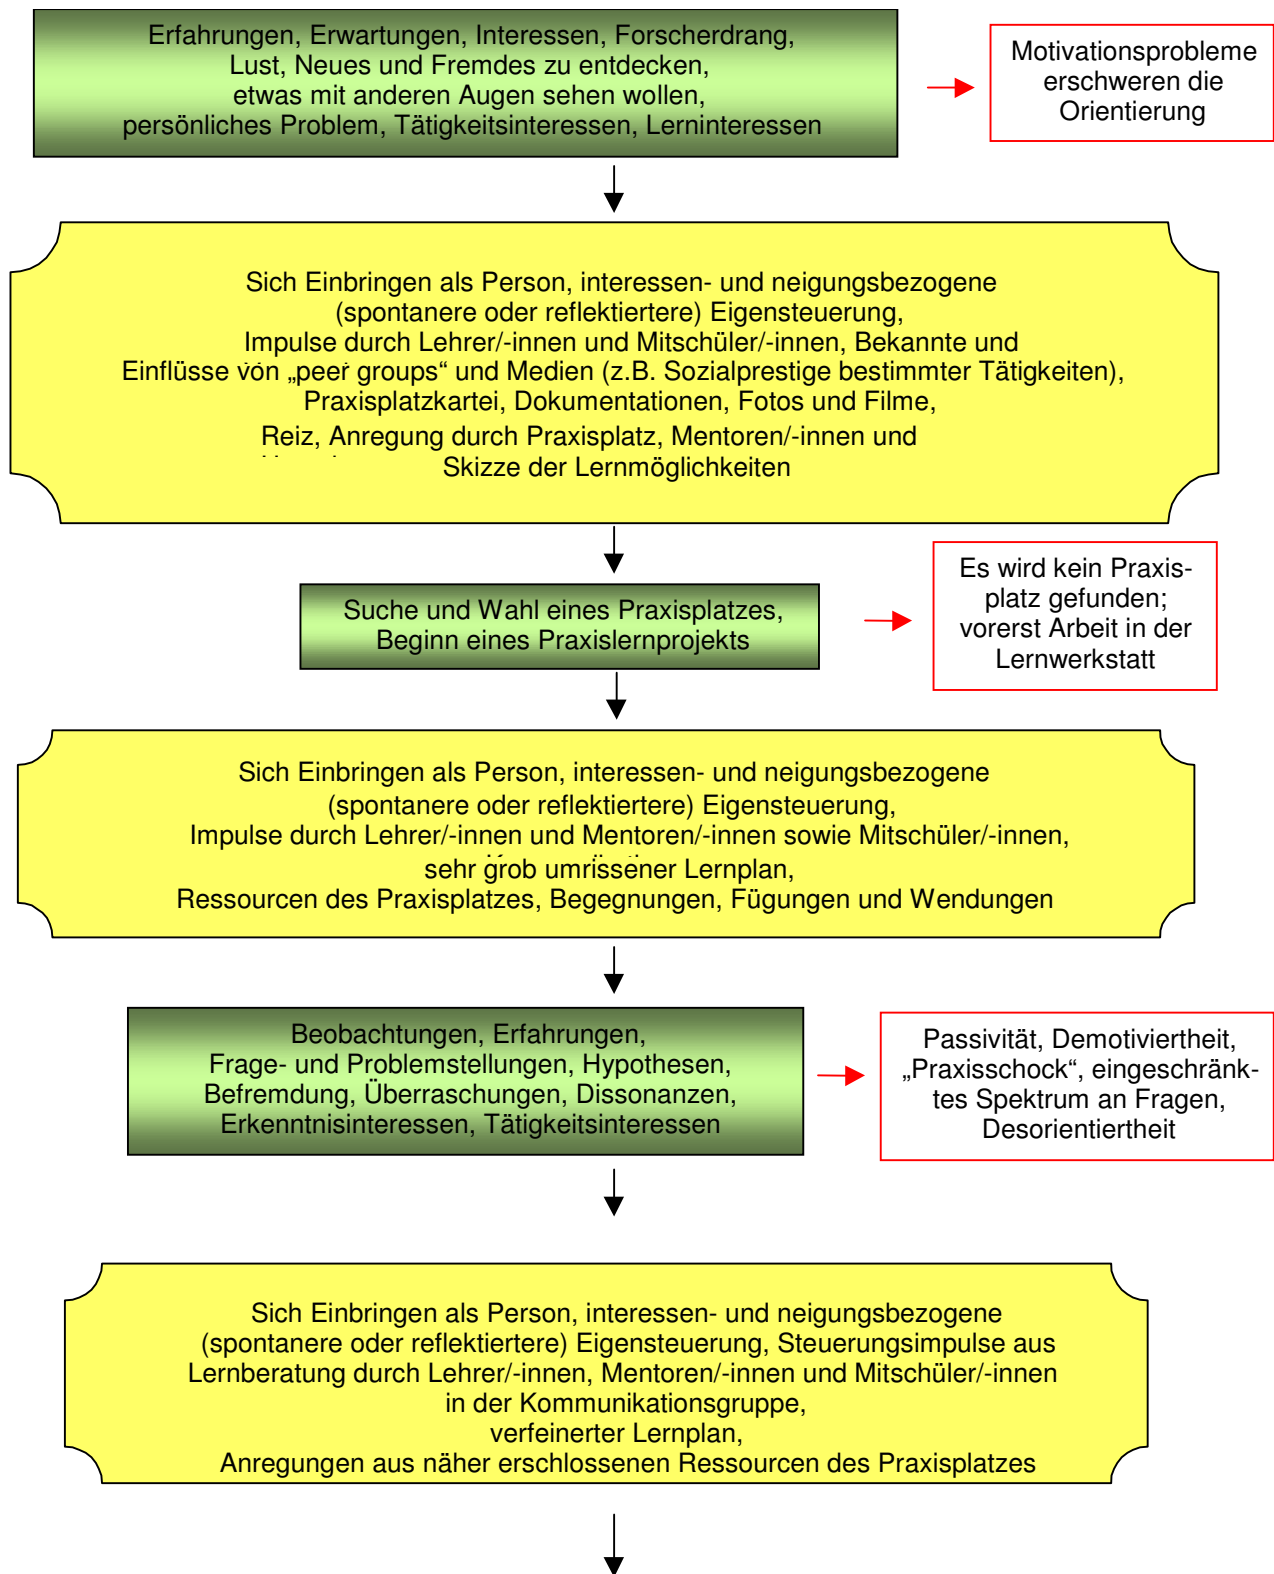 Erfahrungen, Erwartungen, Interessen, Forscherdrang,
Lust, Neues und Fremdes zu entdecken,
etwas mit anderen Augen sehen wollen,
persönliches Problem, Tätigkeitsinteressen, Lerninteressen
Motivationsprobleme
erschweren die
Orientierung
Sich Einbringen als Person, interessen- und neigungsbezogene
(spontanere oder reflektiertere) Eigensteuerung,
Impulse durch Lehrer/-innen und Mitschüler/-innen, Bekannte und
Einflüsse von „peer groups“ und Medien (z.B. Sozialprestige bestimmter Tätigkeiten),
Praxisplatzkartei, Dokumentationen, Fotos und Filme,
Reiz, Anregung durch Praxisplatz, Mentoren/-innen und
Skizze der Lernmöglichkeiten
Suche und Wahl eines Praxisplatzes,
Beginn eines Praxislernprojekts
Es wird kein Praxis-
platz gefunden;
vorerst Arbeit in der
Lernwerkstatt
Sich Einbringen als Person, interessen- und neigungsbezogene
(spontanere oder reflektiertere) Eigensteuerung,
Impulse durch Lehrer/-innen und Mentoren/-innen sowie Mitschüler/-innen,
sehr grob umrissener Lernplan,
Ressourcen des Praxisplatzes, Begegnungen, Fügungen und Wendungen
Beobachtungen, Erfahrungen,
Frage- und Problemstellungen, Hypothesen,
Befremdung, Überraschungen, Dissonanzen,
Erkenntnisinteressen, Tätigkeitsinteressen
Passivität, Demotiviertheit,
„Praxisschock“, eingeschränk-
tes Spektrum an Fragen,
Desorientiertheit
Sich Einbringen als Person, interessen- und neigungsbezogene
(spontanere oder reflektiertere) Eigensteuerung, Steuerungsimpulse aus
Lernberatung durch Lehrer/-innen, Mentoren/-innen und Mitschüler/-innen
in der Kommunikationsgruppe,
verfeinerter Lernplan,
Anregungen aus näher erschlossenen Ressourcen des Praxisplatzes